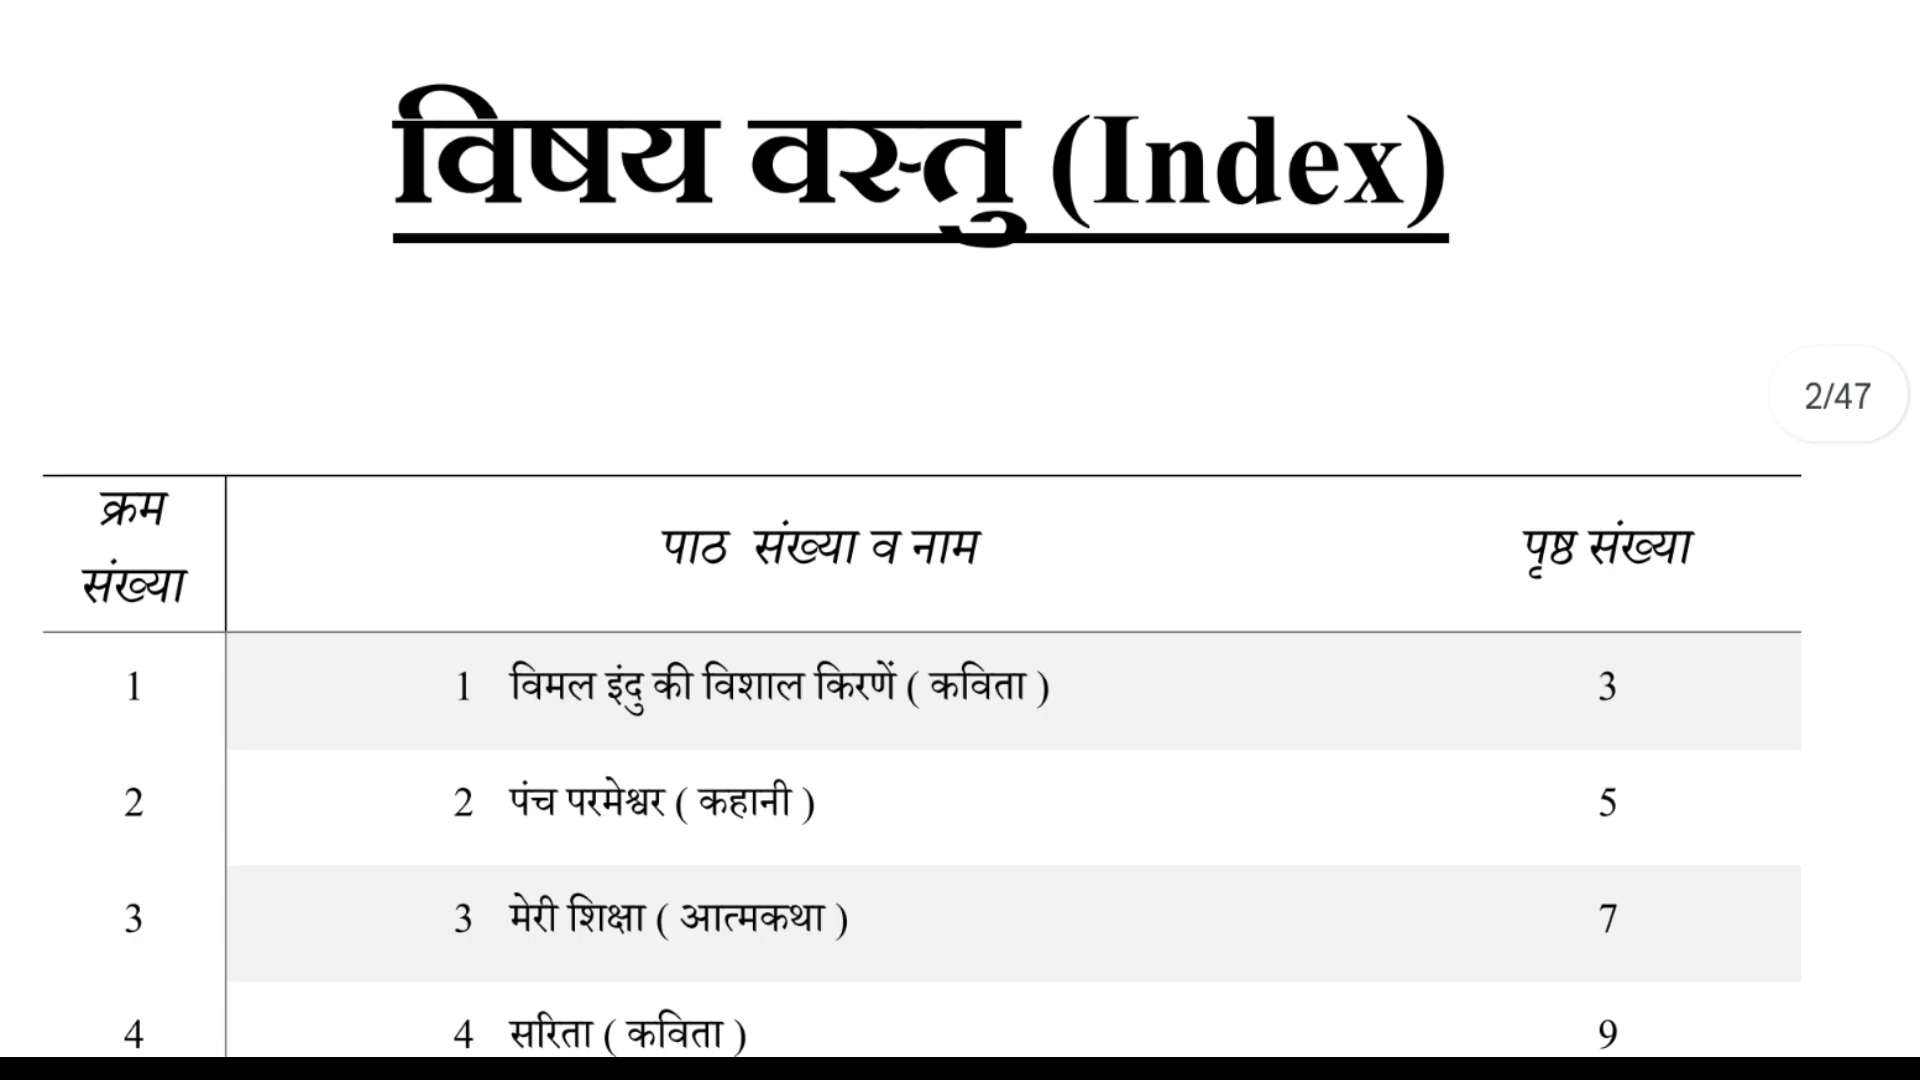 विषय वस्तु (Index)
2/47
क्रम संख्या पाठ संख्या व नाम पृष्ठ संख्या
1 1 विमल इंदु की विशाल किरणें ( कविता ) 3
2 2 पंच परमेश्वर ( कहानी ) 5
3 3 मेरी शिक्षा ( आत्मकथा ) 7
4 4 सरिता ( कविता ) 9